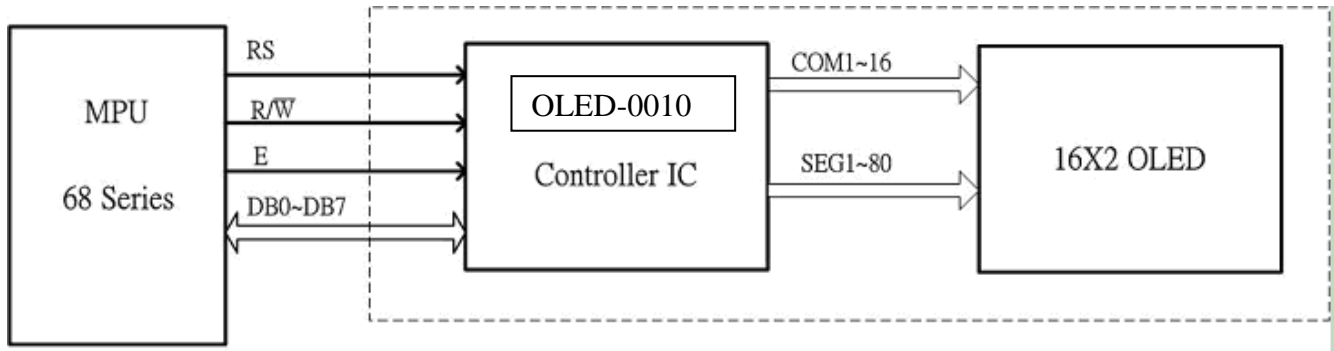 MPU
68 Series
RS
R/W̅
E
DB0~DB7
OLED-0010
Controller IC
COM1~16
SEG1~80
16X2 OLED